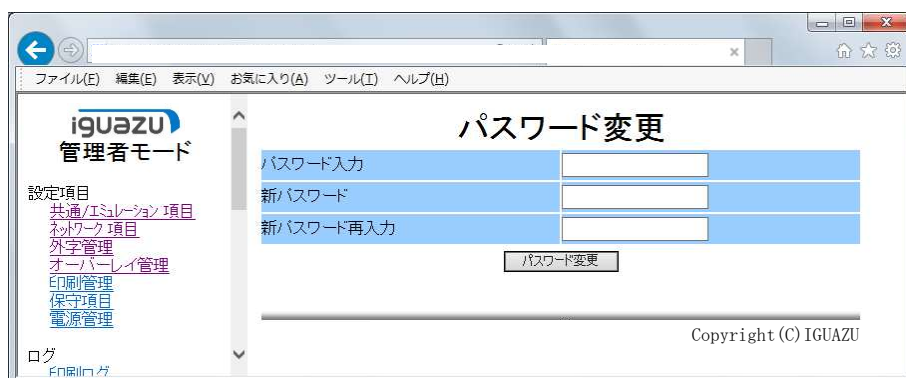 ファイル(F) 編集(E) 表示(V) お気に入り(A) ツール(T) ヘルプ(H)
iguazu
管理者モード
設定項目
共通/エミュレーション 項目
ネットワーク 項目
外字管理
オーバーレイ管理
印刷管理
保守項目
電源管理
ログ
印刷ログ
パスワード変更
パスワード入力
新パスワード
新パスワード再入力
パスワード変更
Copyright(C)IGUAZU